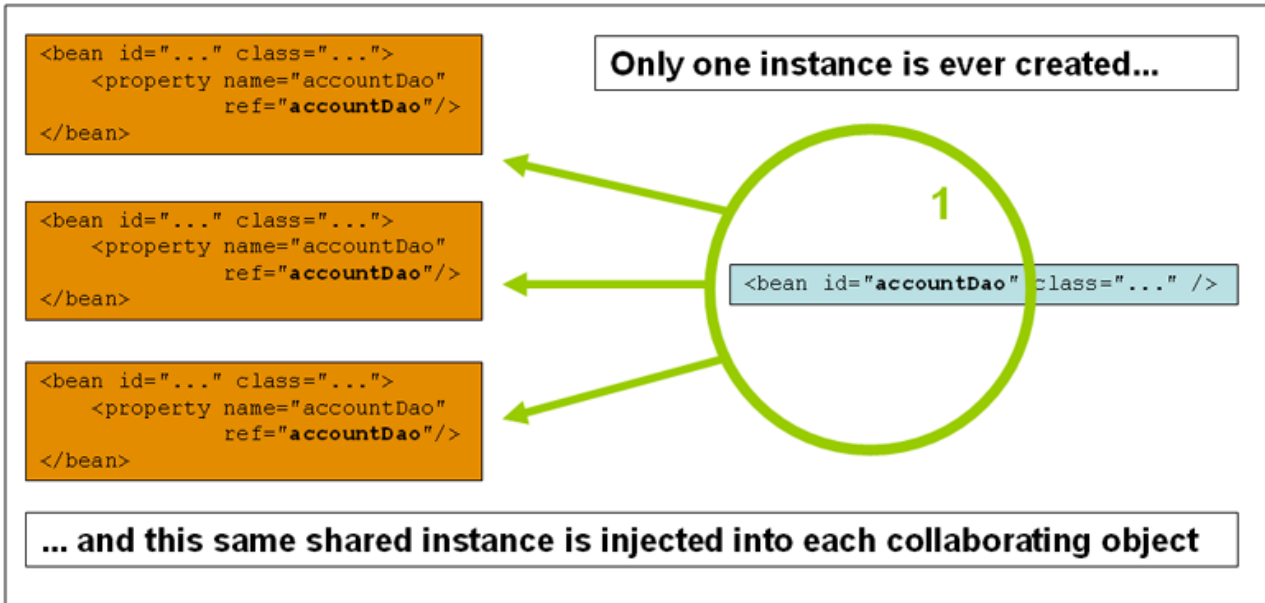 <bean id="..." class="...">
    <property name="accountDao"
              ref="accountDao"/>
</bean>
Only one instance is ever created...
<bean id="..." class="...">
    <property name="accountDao"
              ref="accountDao"/>
</bean>
1
<bean id="accountDao" class="..." />
<bean id="..." class="...">
    <property name="accountDao"
              ref="accountDao"/>
</bean>
... and this same shared instance is injected into each collaborating object